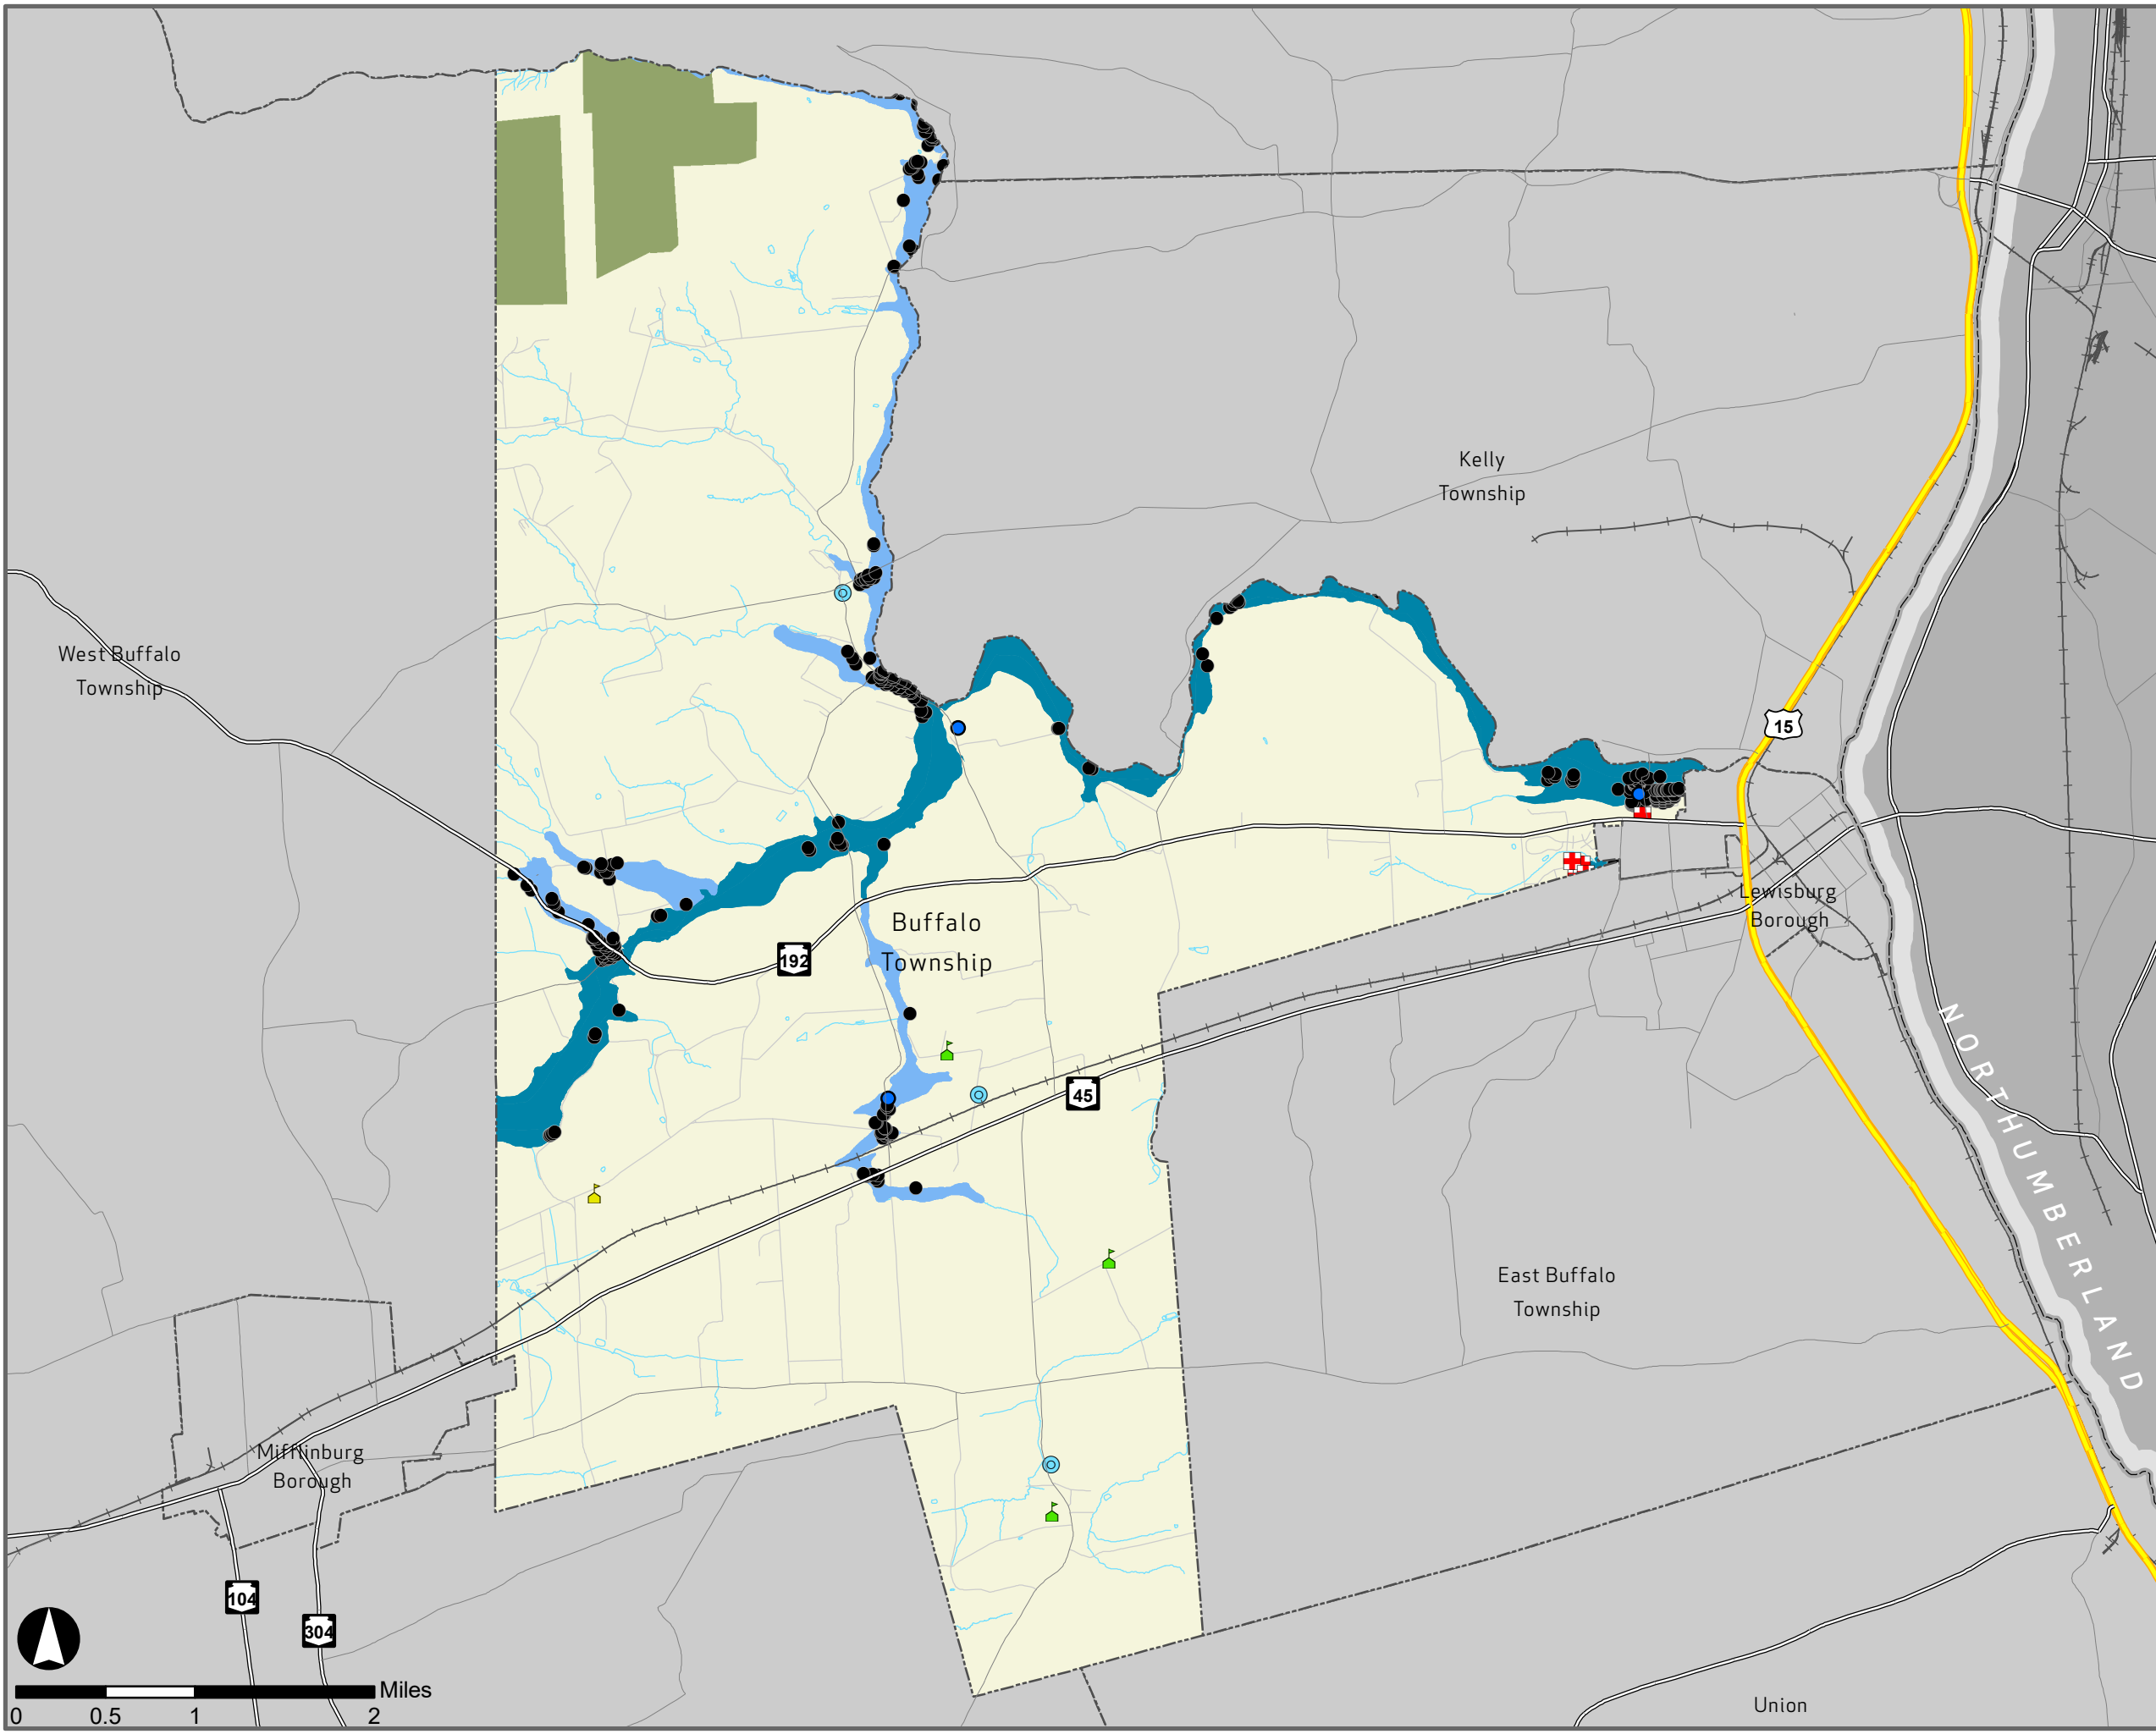 Kelly
Township
West Buffalo
Township
15
Lewisburg
Borough
Buffalo
Township
192
45
NORTHUMBERLAND
East Buffalo
Township
Mifflinburg
Borough
104
304
Miles
0 0.5 1 2
Union